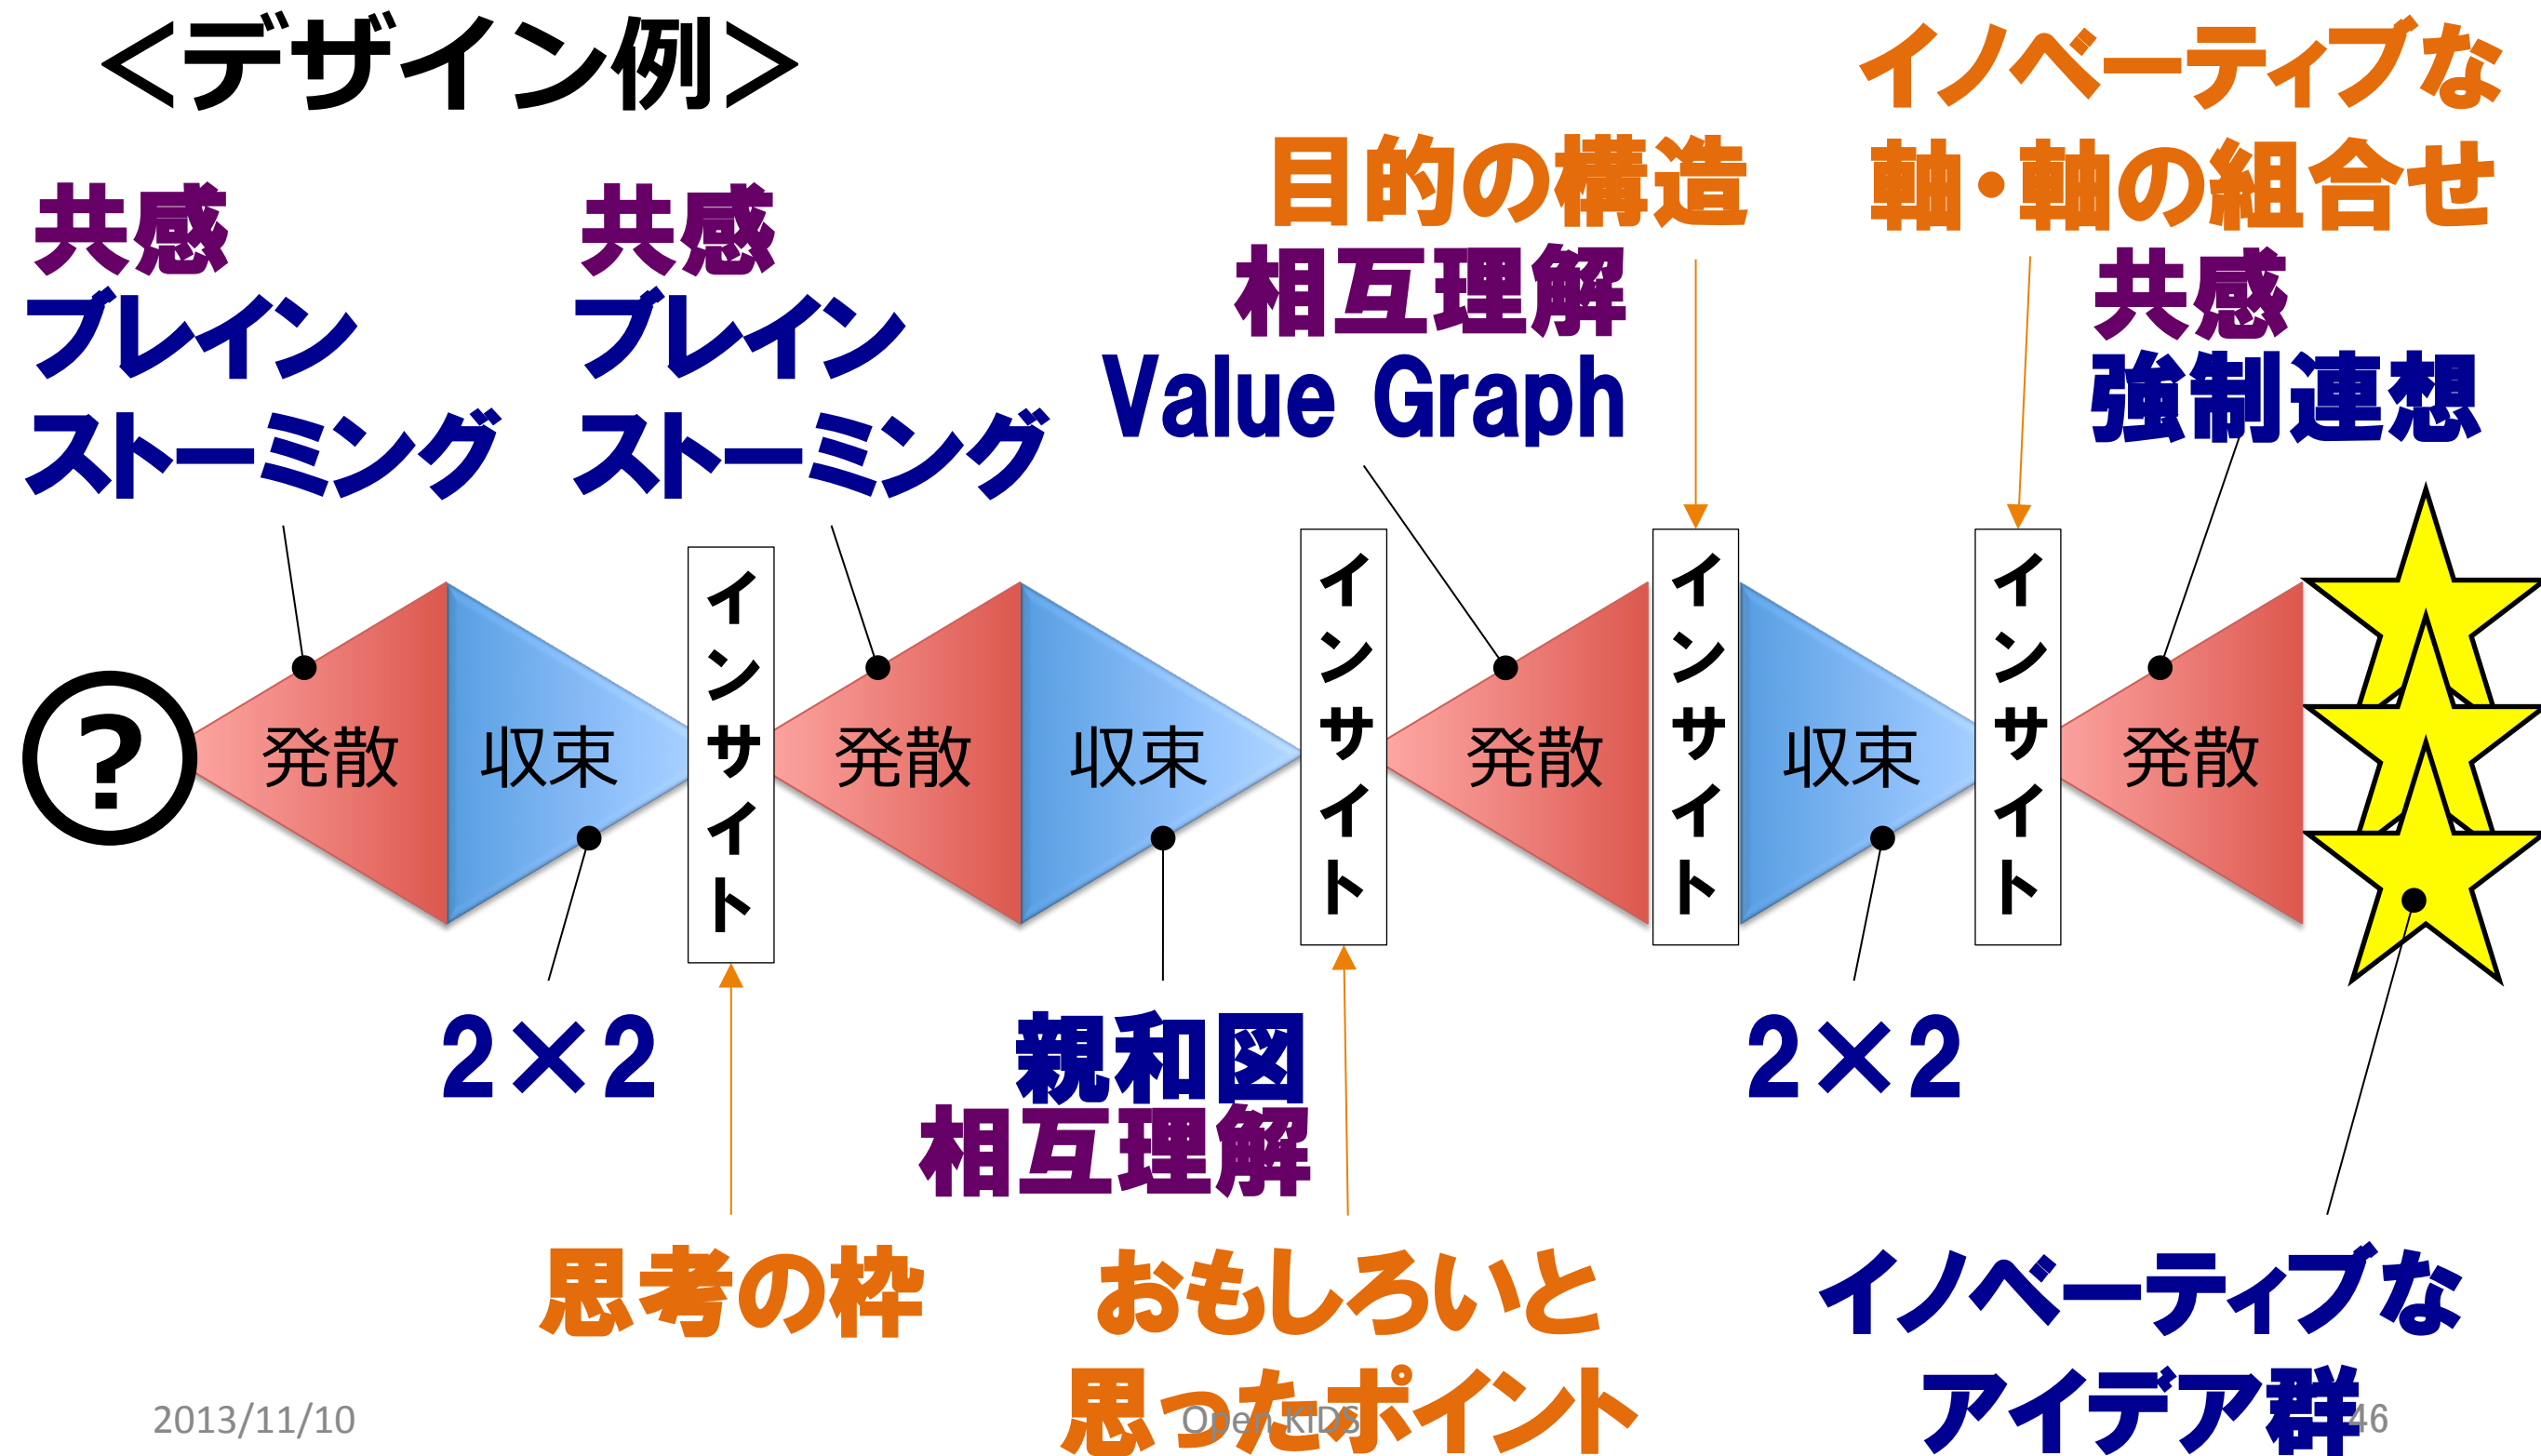 ＜デザイン例＞
イノベーティブな
軸・軸の組合せ
目的の構造
共感
ブレイン
ストーミング
共感
ブレイン
ストーミング
相互理解
Value Graph
共感
強制連想
?
発散
収束
インサイト
発散
収束
インサイト
発散
インサイト
収束
インサイト
発散
2×2
親和図
相互理解
2×2
思考の枠
おもしろいと
思ったポイント
イノベーティブな
アイデア群
2013/11/10
Open KiDS
46